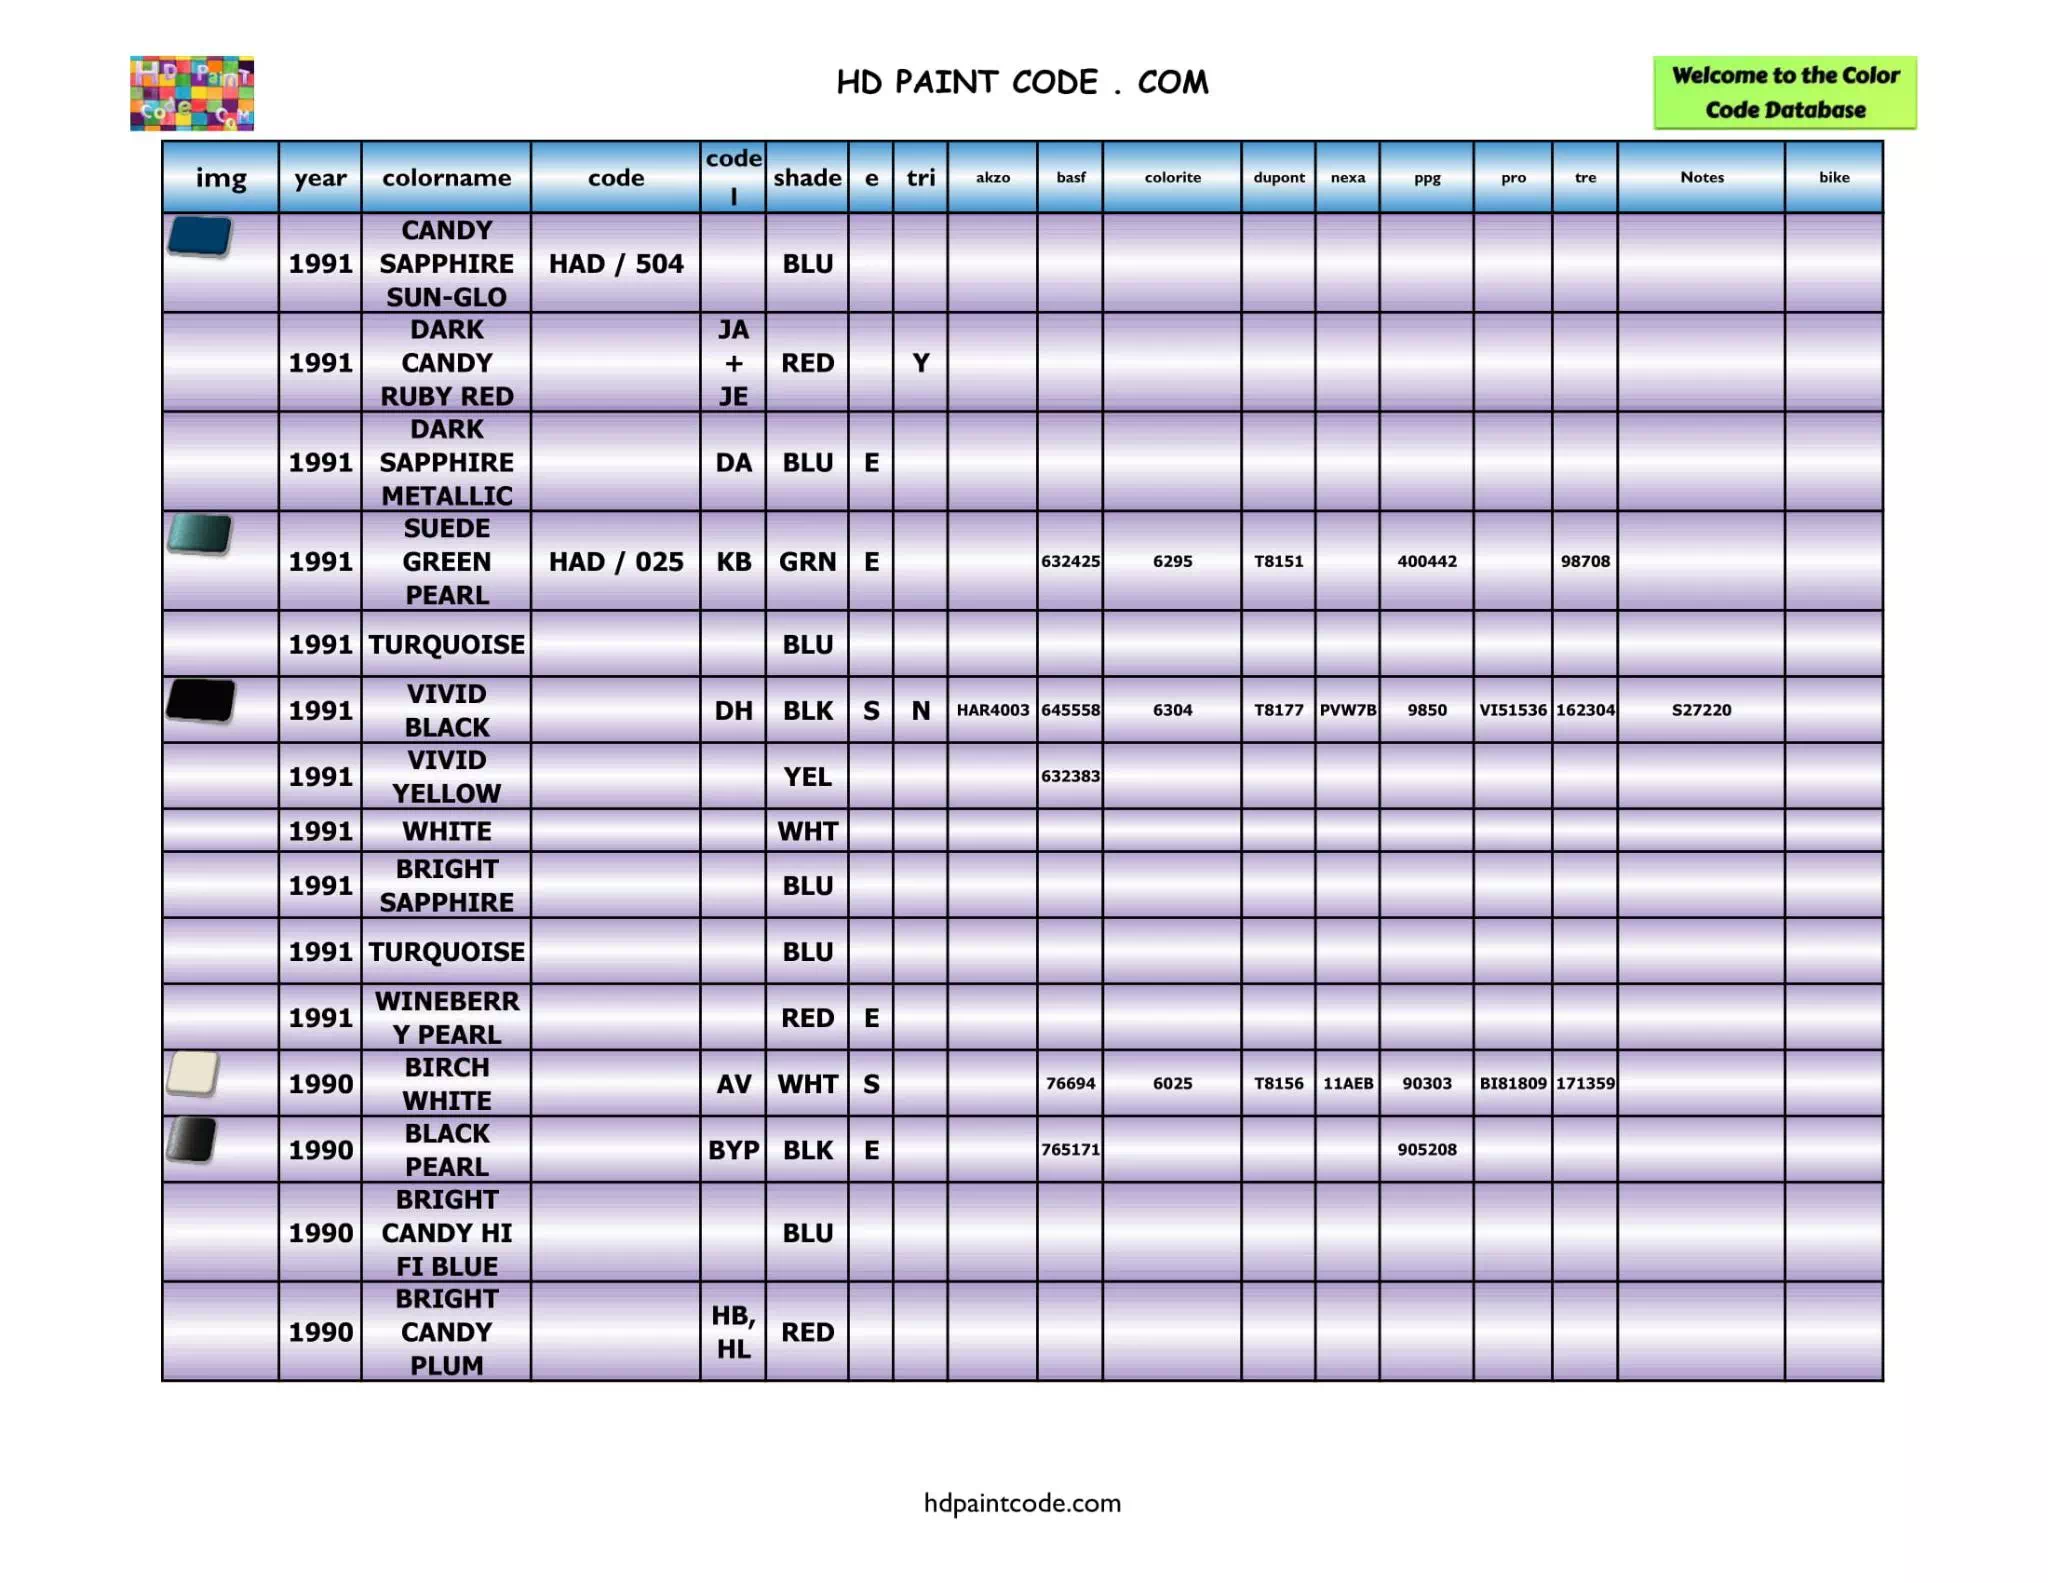 HD Paint Code CoM
HD PAINT CODE . COM
Welcome to the Color
Code Database
img year colorname code code l shade e tri akzo basf colorite dupont nexa ppg pro tre Notes bike
1991 CANDY SAPPHIRE SUN-GLO HAD / 504 BLU
1991 DARK CANDY RUBY RED JA + JE RED Y
1991 DARK SAPPHIRE METALLIC DA BLU E
1991 SUEDE GREEN PEARL HAD / 025 KB GRN E 632425 6295 T8151 400442 98708
1991 TURQUOISE BLU
1991 VIVID BLACK DH BLK S N HAR4003 645558 6304 T8177 PVW7B 9850 VI51536 162304 S27220
1991 VIVID YELLOW YEL 632383
1991 WHITE WHT
1991 BRIGHT SAPPHIRE BLU
1991 TURQUOISE BLU
1991 WINEBERR Y PEARL RED E
1990 BIRCH WHITE AV WHT S 76694 6025 T8156 11AEB 90303 BI81809 171359
1990 BLACK PEARL BYP BLK E 765171 905208
1990 BRIGHT CANDY HI FI BLUE BLU
1990 BRIGHT CANDY PLUM HB, HL RED
hdpaintcode.com